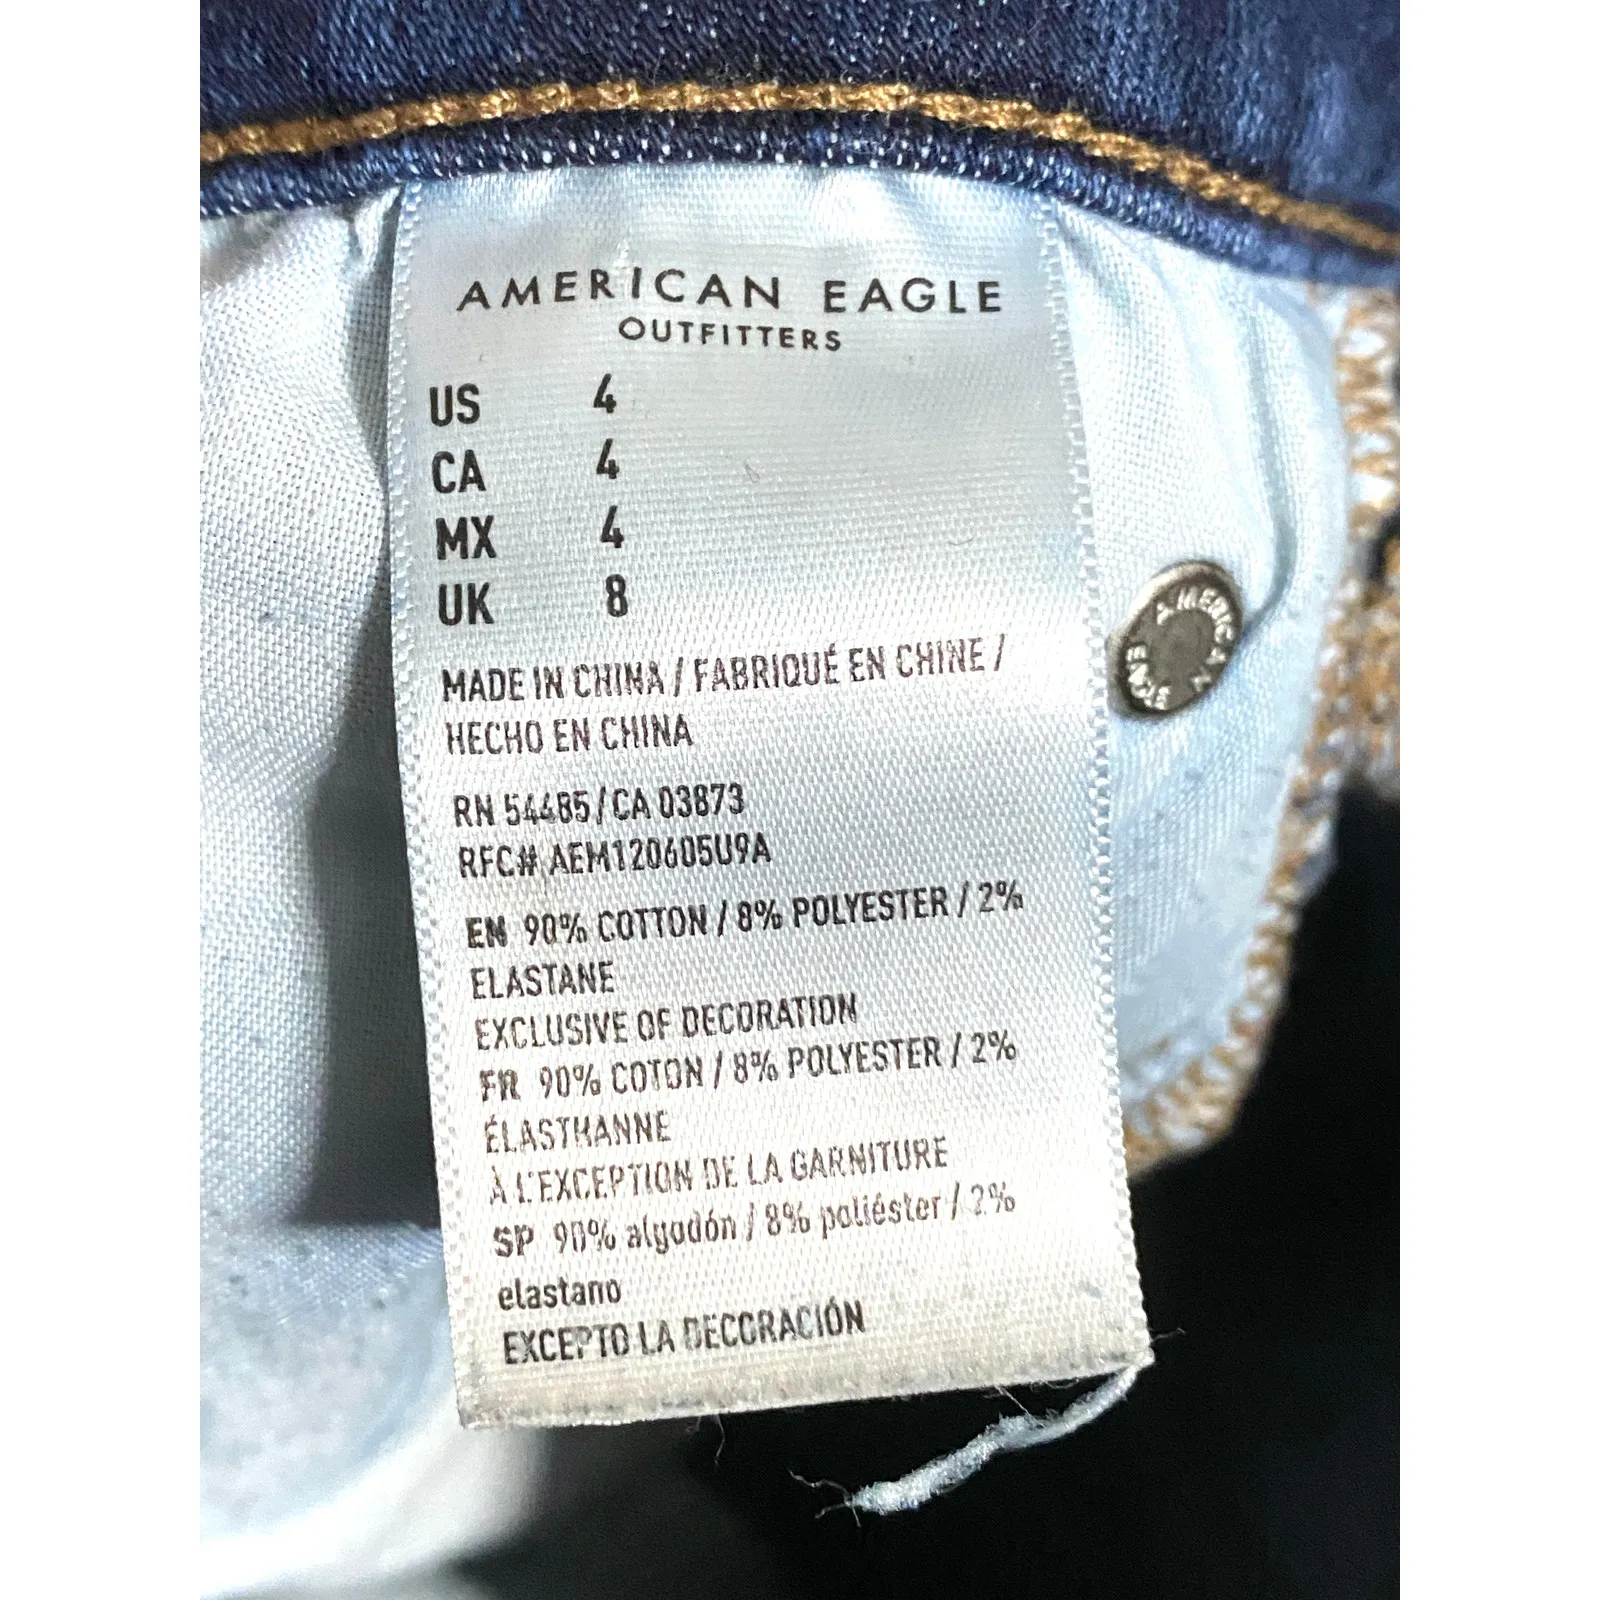 AMERICAN EAGLE
OUTFITTERS
US 4
CA 4
MX 4
UK 8
MADE IN CHINA / FABRIQUÉ EN CHINE /
HECHO EN CHINA
RN 54485/CA 03873
RFC# AEM120605U9A
EN 90% COTTON / 8% POLYESTER / 2%
ELASTANE
EXCLUSIVE OF DECORATION
FR 90% COTON / 8% POLYESTER / 2%
ÉLASTHANNE
À L'EXCEPTION DE LA GARNITURE
SP 90% algodón / 8% poliéster / 2%
elastano
EXCEPTO LA DECORACIÓN
AMERICAN
EAGLE